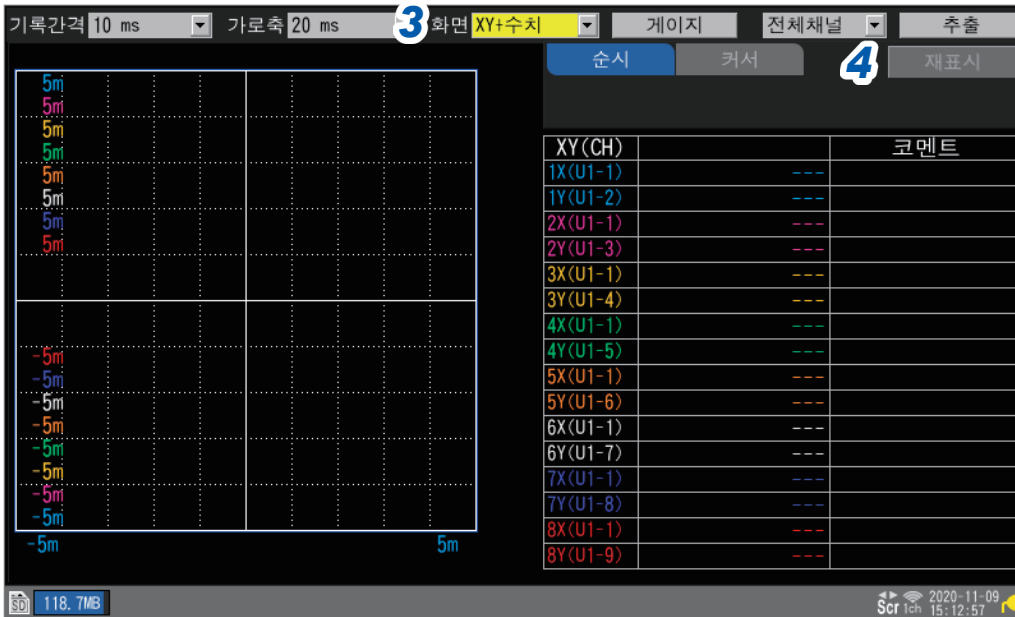 기록간격 10 ms 가로축 20 ms 3 화면 XY+수치 게이지 전체채널 추출
순시 커서 4 재표시
5m
5m
5m
5m
5m
5m
5m
5m
-5m
-5m
-5m
-5m
-5m
-5m
-5m
-5m
-5m 5m
XY(CH) 코멘트
1X(U1-1) ---
1Y(U1-2) ---
2X(U1-1) ---
2Y(U1-3) ---
3X(U1-1) ---
3Y(U1-4) ---
4X(U1-1) ---
4Y(U1-5) ---
5X(U1-1) ---
5Y(U1-6) ---
6X(U1-1) ---
6Y(U1-7) ---
7X(U1-1) ---
7Y(U1-8) ---
8X(U1-1) ---
8Y(U1-9) ---
SD 118.7MB Scr 1ch 2020-11-09
15:12:57